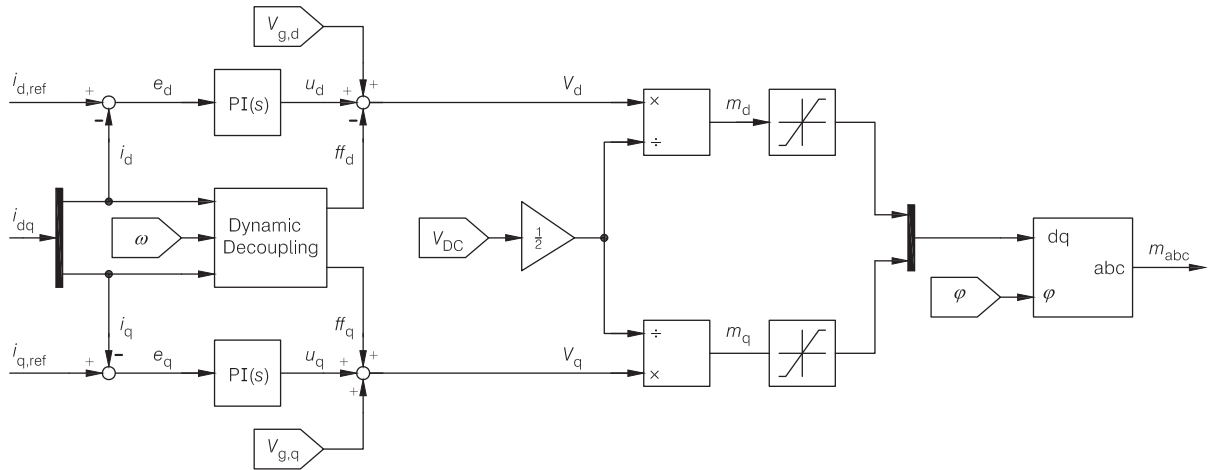 V_g,d
i_d,ref + e_d PI(s) u_d + + V_d × m_d
− i_d − ff_d ÷
i_dq ω Dynamic
Decoupling
V_DC 1/2
dq
abc
m_abc
φ φ
i_q − ff_q + ÷
i_q,ref + e_q PI(s) u_q + V_q × m_q
+
V_g,q